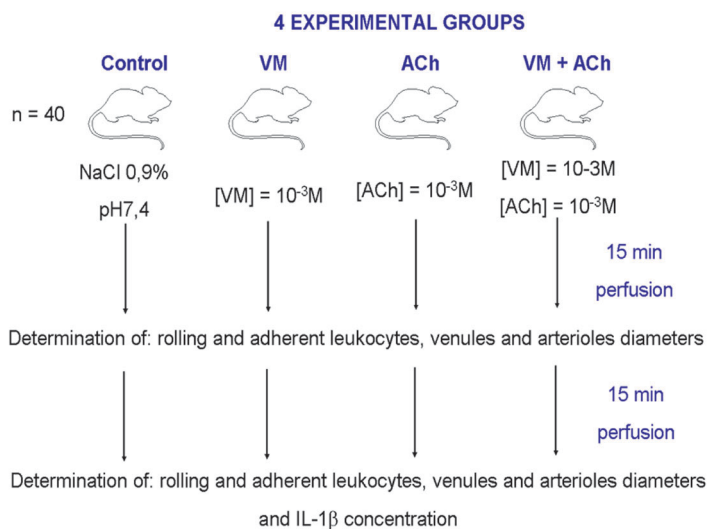 4 EXPERIMENTAL GROUPS
Control VM ACh VM + ACh
n = 40
NaCl 0,9%
pH7,4
[VM] = 10⁻³M
[ACh] = 10⁻³M
[VM] = 10-3M
[ACh] = 10⁻³M
15 min
perfusion
Determination of: rolling and adherent leukocytes, venules and arterioles diameters
15 min
perfusion
Determination of: rolling and adherent leukocytes, venules and arterioles diameters
and IL-1β concentration